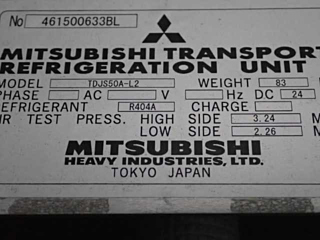 No 461500633BL
MITSUBISHI TRANSPORT
REFRIGERATION UNIT
MODEL TDJS50A-L2 WEIGHT 83
PHASE AC V Hz DC 24
REFRIGERANT R404A CHARGE
TEST PRESS. HIGH SIDE 3.24 M
LOW SIDE 2.26 M
MITSUBISHI
HEAVY INDUSTRIES, LTD.
TOKYO JAPAN